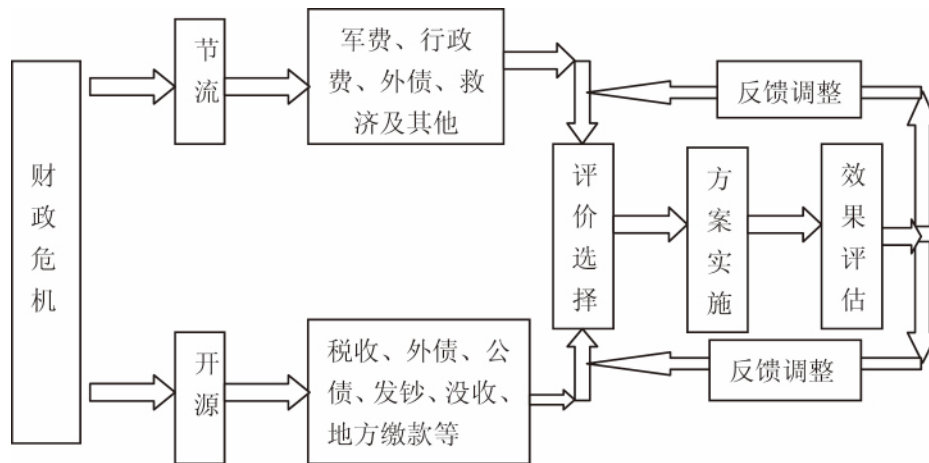 财政危机
节流
军费、行政
费、外债、救
济及其他
反馈调整
评价选择
方案实施
效果评估
开源
税收、外债、公
债、发钞、没收、
地方缴款等
反馈调整